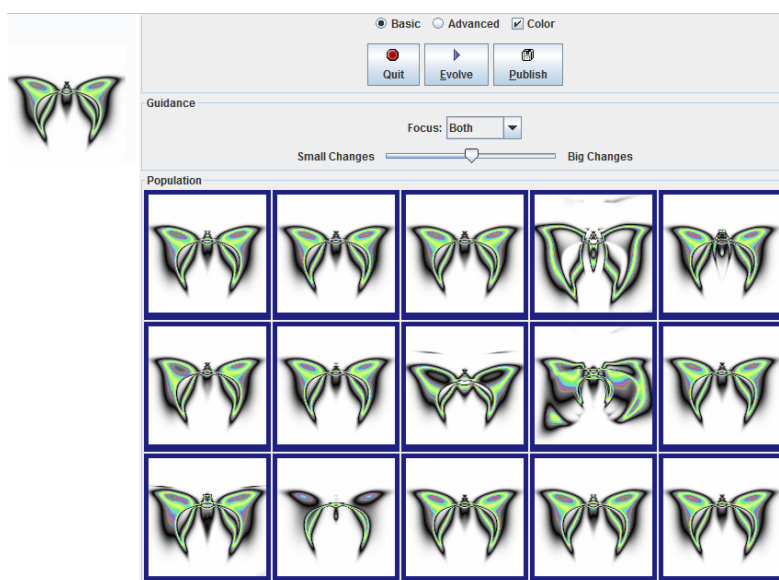 Basic Advanced Color
Quit Evolve Publish
Guidance
Focus: Both
Small Changes Big Changes
Population